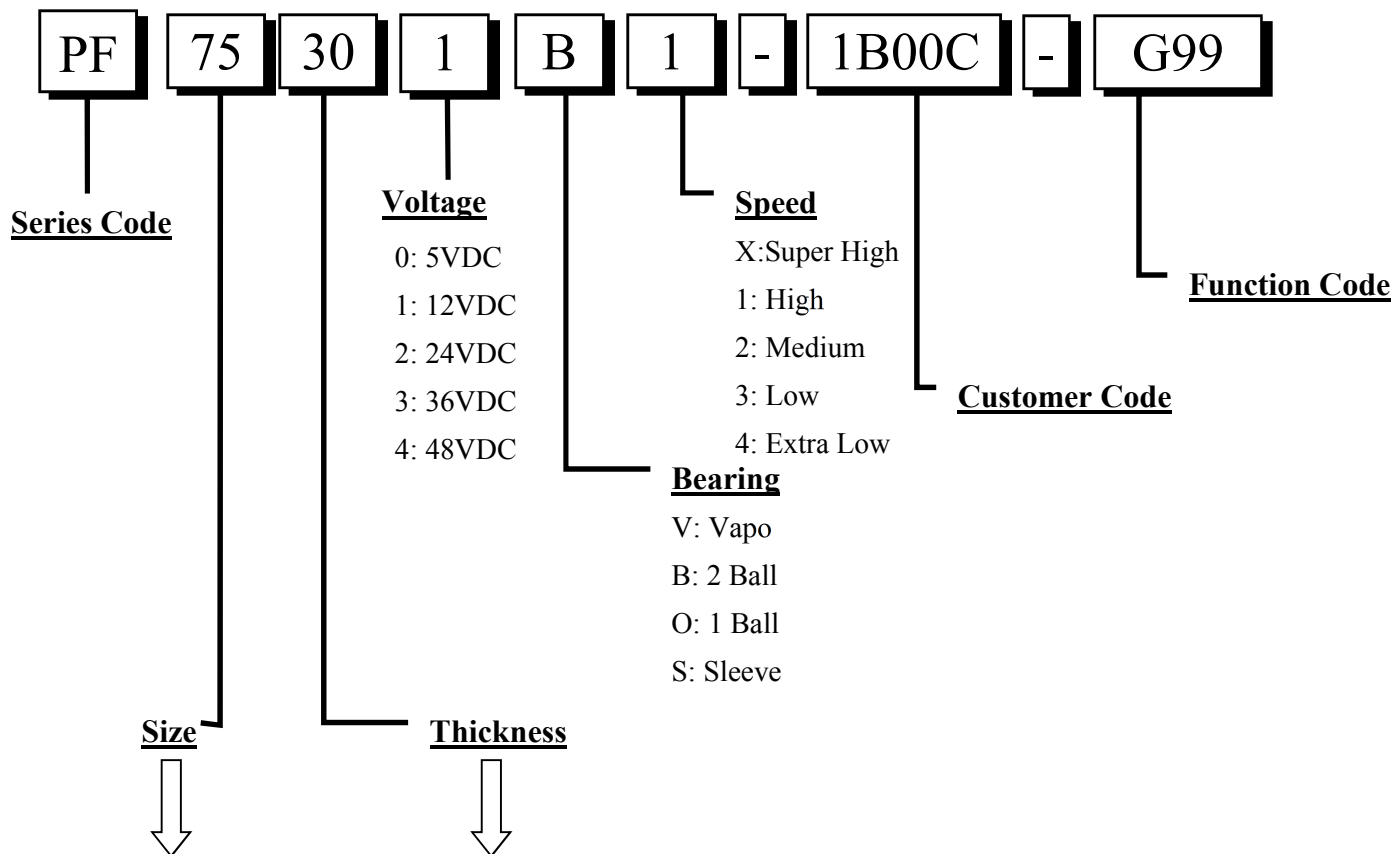 PF 75 30 1 B 1 - 1B00C - G99
Series Code
Voltage
0: 5VDC
1: 12VDC
2: 24VDC
3: 36VDC
4: 48VDC
Speed
X:Super High
1: High
2: Medium
3: Low
4: Extra Low
Function Code
Customer Code
Bearing
V: Vapo
B: 2 Ball
O: 1 Ball
S: Sleeve
Size
Thickness